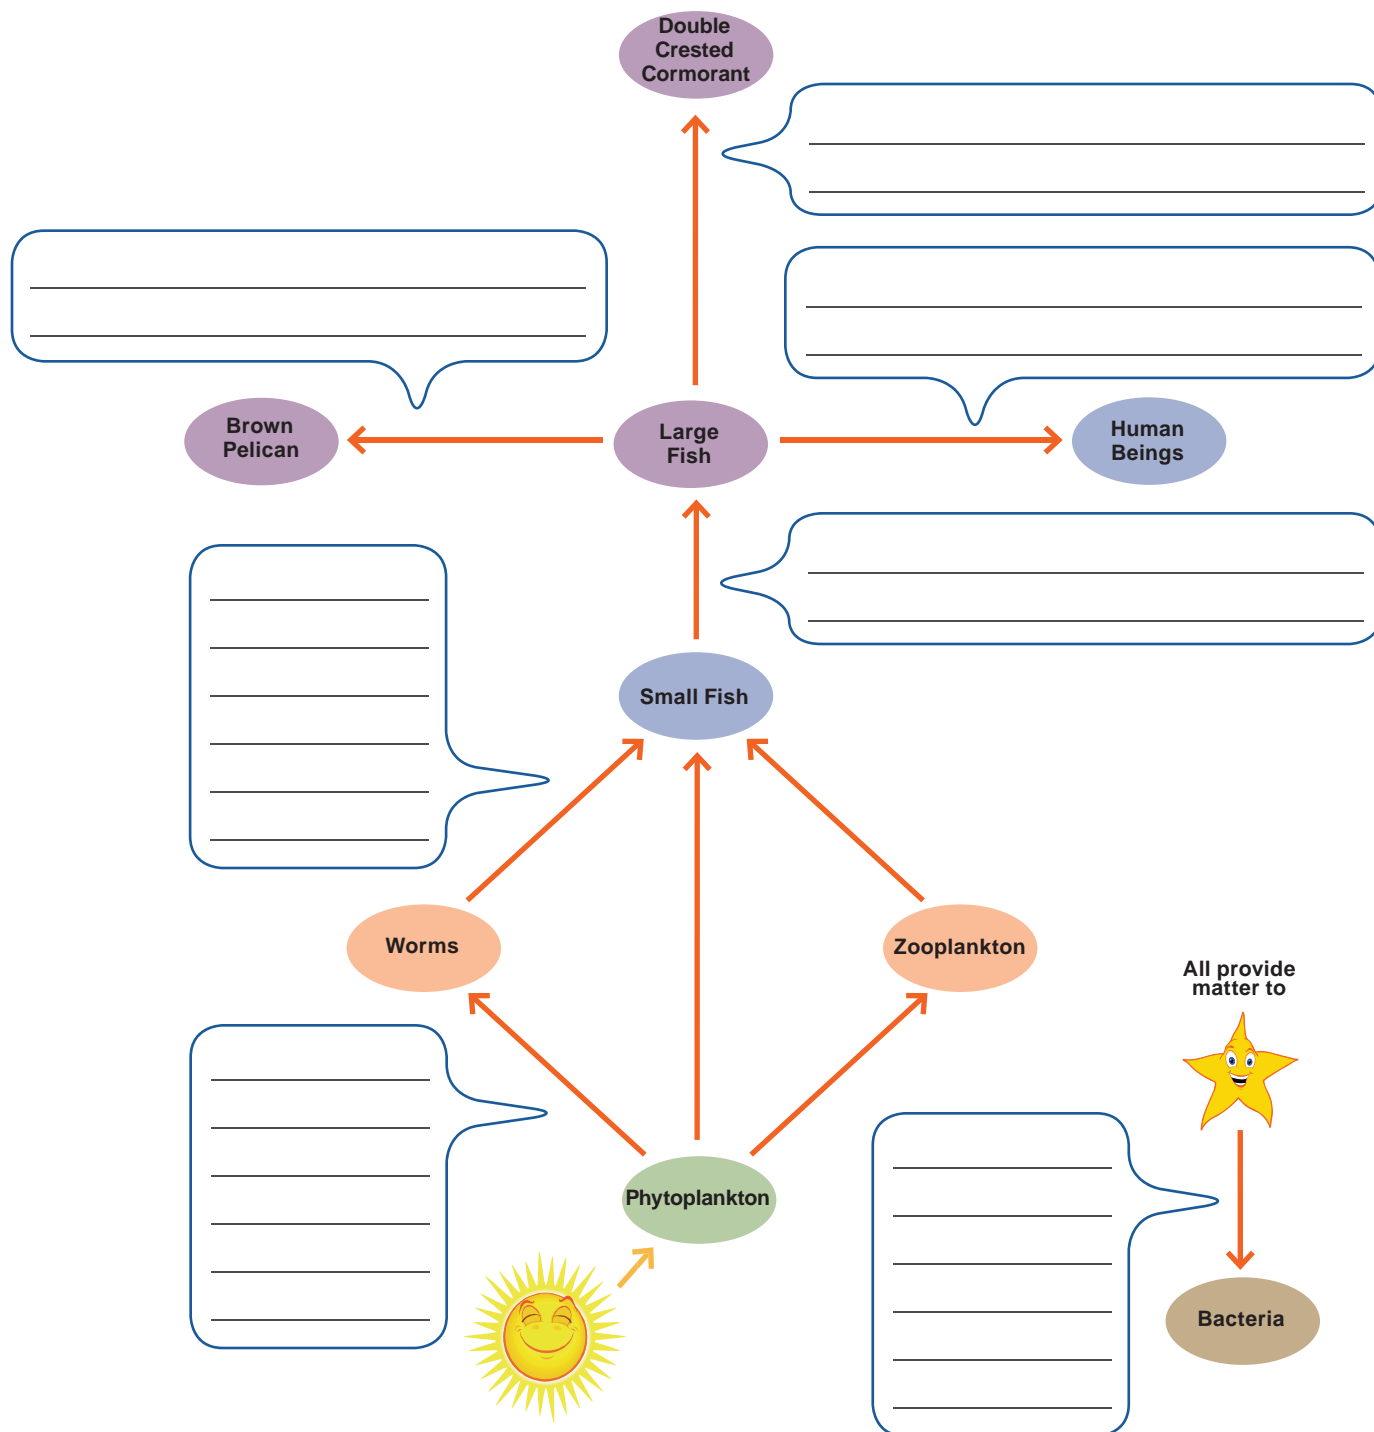 Double
Crested
Cormorant
Brown
Pelican
Large
Fish
Human
Beings
Small Fish
Worms
Zooplankton
All provide
matter to
Phytoplankton
Bacteria